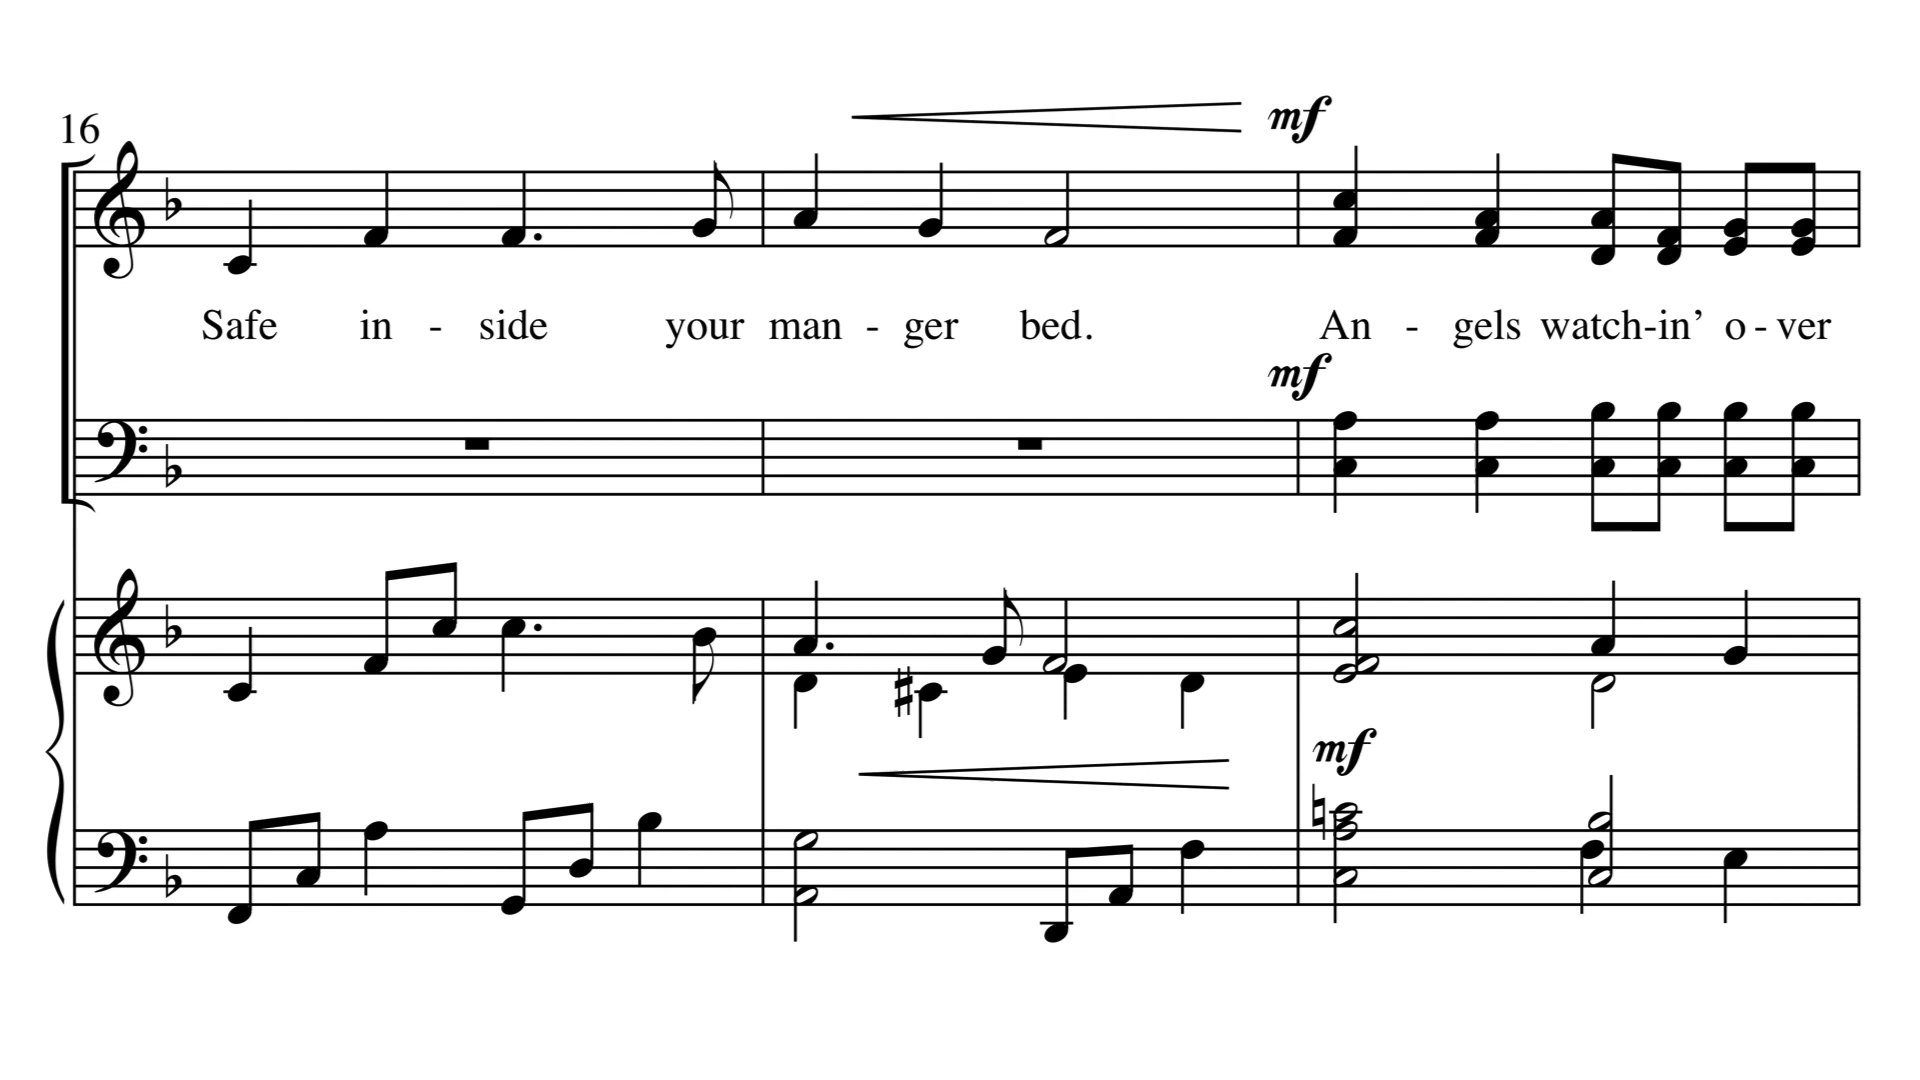 16
mf
Safe in - side your man - ger bed. An - gels watch-in’ o - ver
mf
mf